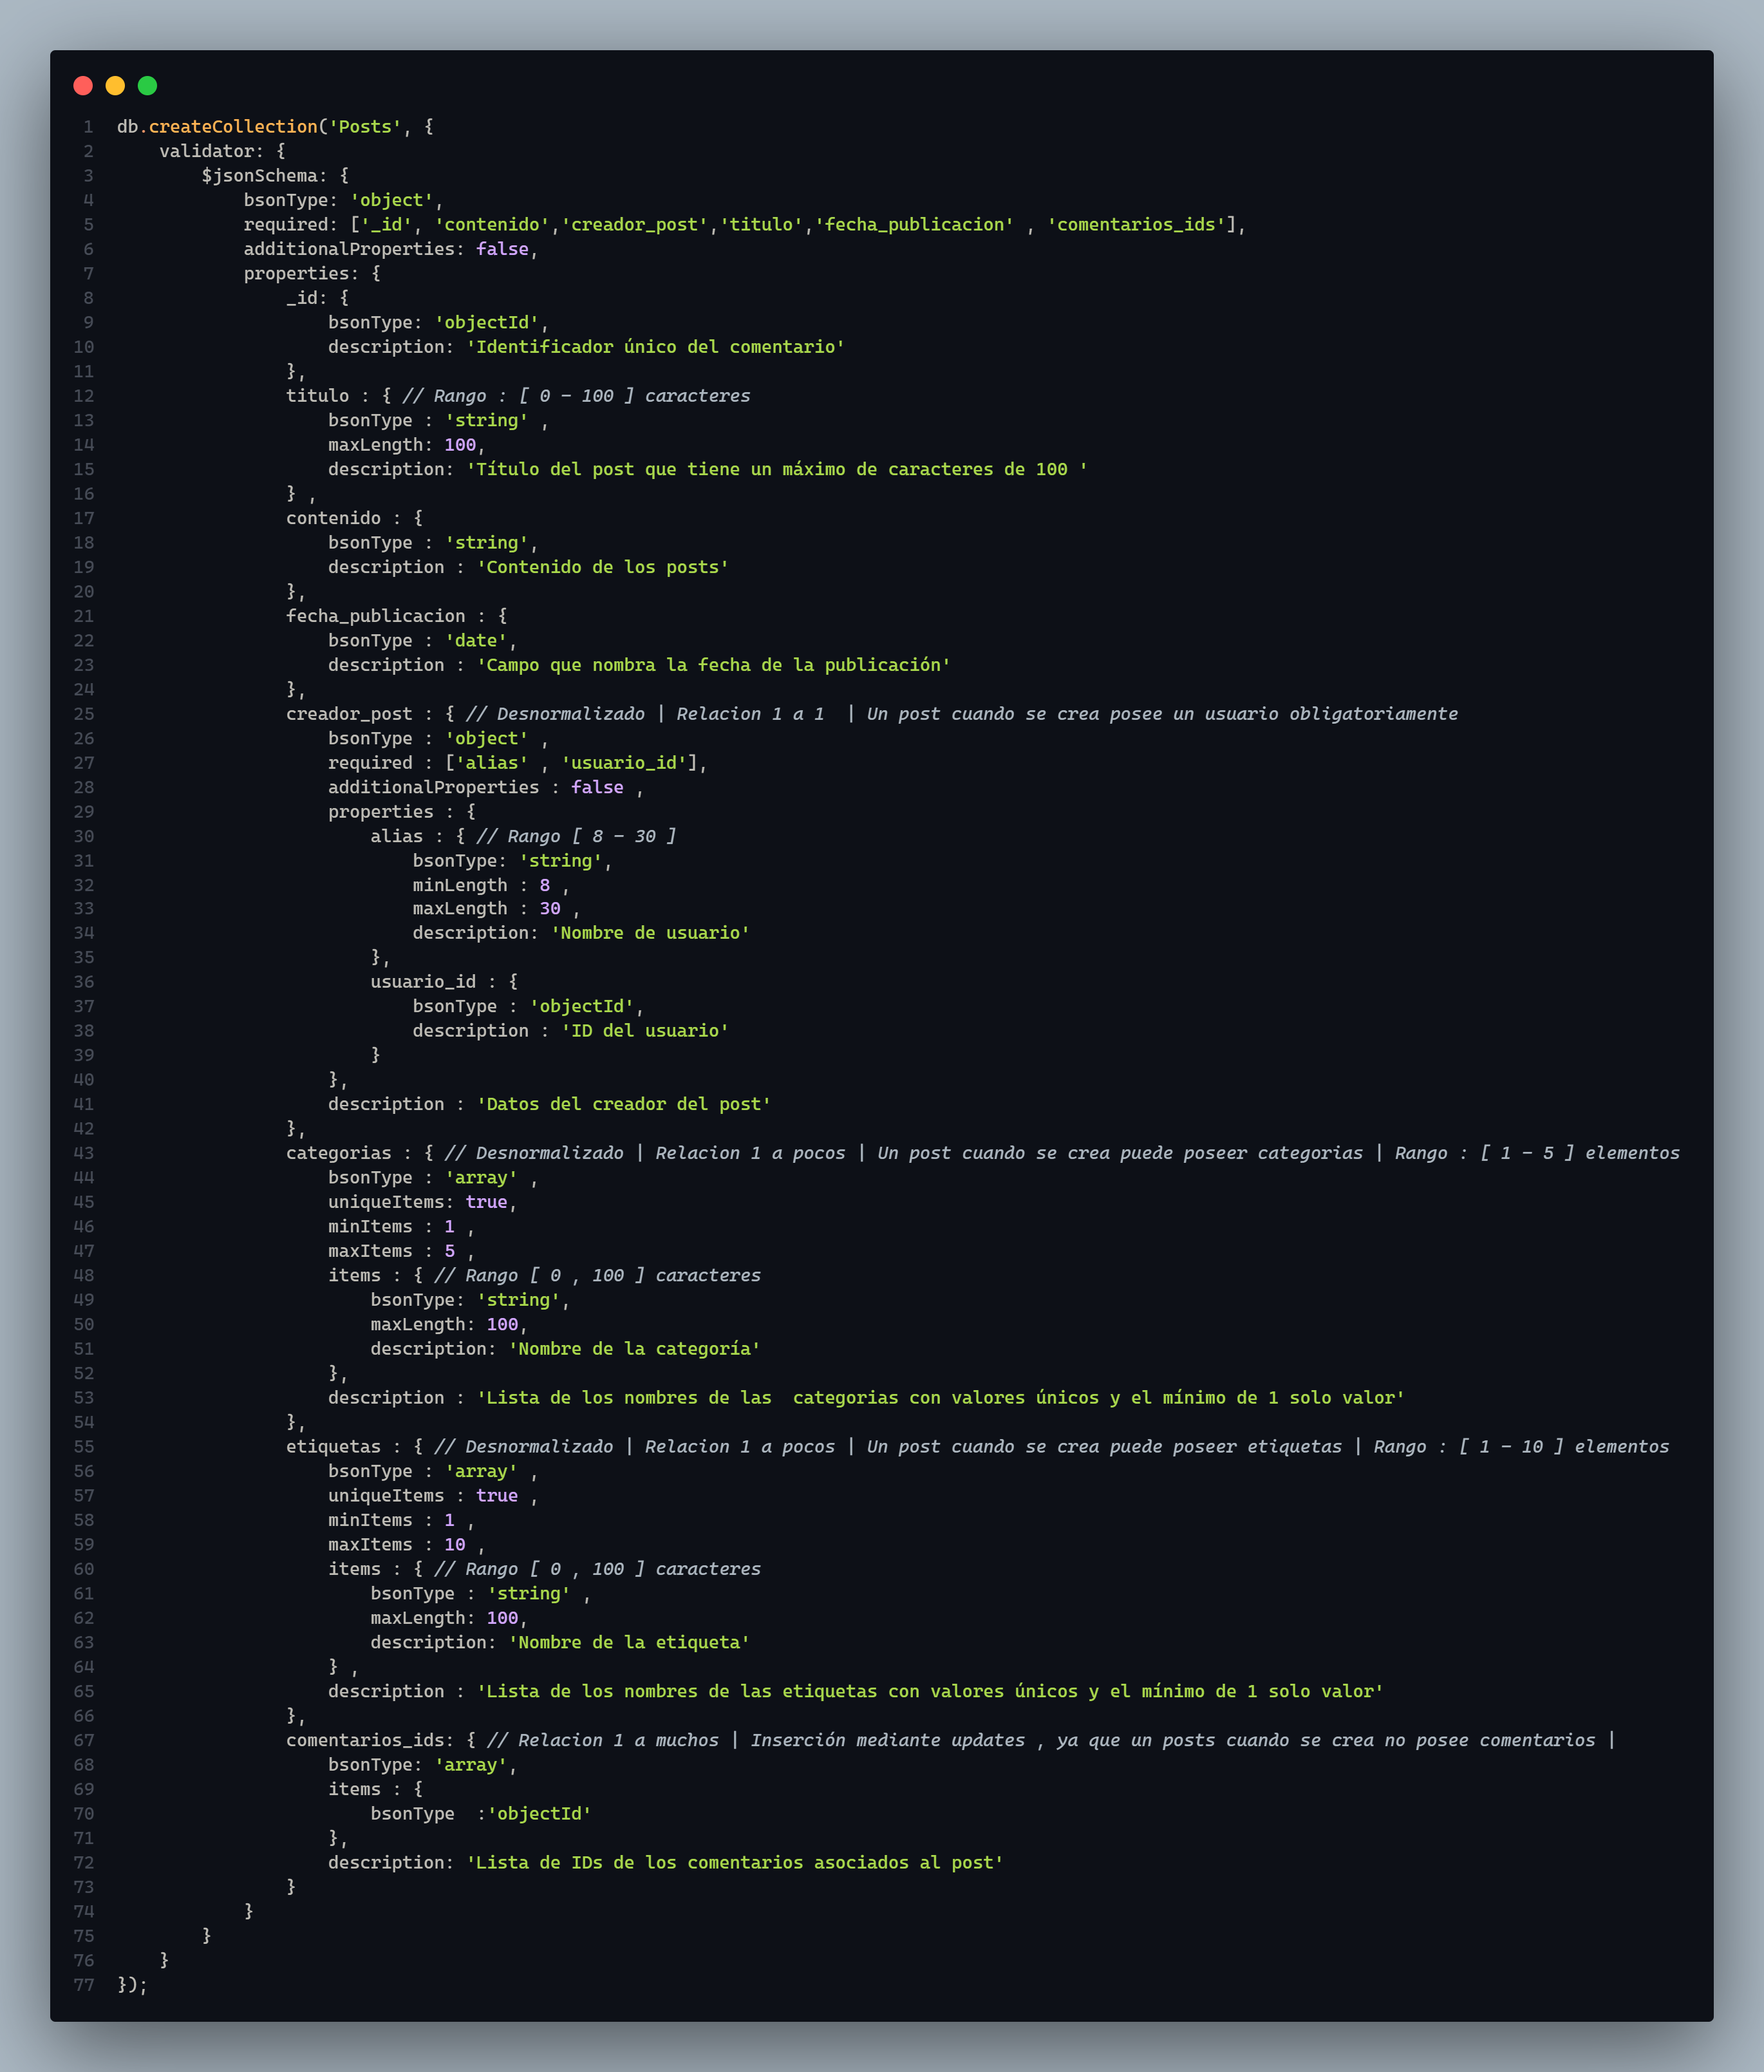 1 db.createCollection('Posts', {
2 validator: {
3 $jsonSchema: {
4 bsonType: 'object',
5 required: ['_id', 'contenido','creador_post','titulo','fecha_publicacion' , 'comentarios_ids'],
6 additionalProperties: false,
7 properties: {
8 _id: {
9 bsonType: 'objectId',
10 description: 'Identificador único del comentario'
11 },
12 titulo : { // Rango : [ 0 - 100 ] caracteres
13 bsonType : 'string' ,
14 maxLength: 100,
15 description: 'Título del post que tiene un máximo de caracteres de 100 '
16 } ,
17 contenido : {
18 bsonType : 'string',
19 description : 'Contenido de los posts'
20 },
21 fecha_publicacion : {
22 bsonType : 'date',
23 description : 'Campo que nombra la fecha de la publicación'
24 },
25 creador_post : { // Desnormalizado | Relacion 1 a 1  | Un post cuando se crea posee un usuario obligatoriamente
26 bsonType : 'object' ,
27 required : ['alias' , 'usuario_id'],
28 additionalProperties : false ,
29 properties : {
30 alias : { // Rango [ 8 - 30 ]
31 bsonType: 'string',
32 minLength : 8 ,
33 maxLength : 30 ,
34 description: 'Nombre de usuario'
35 },
36 usuario_id : {
37 bsonType : 'objectId',
38 description : 'ID del usuario'
39 }
40 },
41 description : 'Datos del creador del post'
42 },
43 categorias : { // Desnormalizado | Relacion 1 a pocos | Un post cuando se crea puede poseer categorias | Rango : [ 1 - 5 ] elementos
44 bsonType : 'array' ,
45 uniqueItems: true,
46 minItems : 1 ,
47 maxItems : 5 ,
48 items : { // Rango [ 0 , 100 ] caracteres
49 bsonType: 'string',
50 maxLength: 100,
51 description: 'Nombre de la categoría'
52 },
53 description : 'Lista de los nombres de las  categorias con valores únicos y el mínimo de 1 solo valor'
54 },
55 etiquetas : { // Desnormalizado | Relacion 1 a pocos | Un post cuando se crea puede poseer etiquetas | Rango : [ 1 - 10 ] elementos
56 bsonType : 'array' ,
57 uniqueItems : true ,
58 minItems : 1 ,
59 maxItems : 10 ,
60 items : { // Rango [ 0 , 100 ] caracteres
61 bsonType : 'string' ,
62 maxLength: 100,
63 description: 'Nombre de la etiqueta'
64 } ,
65 description : 'Lista de los nombres de las etiquetas con valores únicos y el mínimo de 1 solo valor'
66 },
67 comentarios_ids: { // Relacion 1 a muchos | Inserción mediante updates , ya que un posts cuando se crea no posee comentarios |
68 bsonType: 'array',
69 items : {
70 bsonType  :'objectId'
71 },
72 description: 'Lista de IDs de los comentarios asociados al post'
73 }
74 }
75 }
76 }
77 });